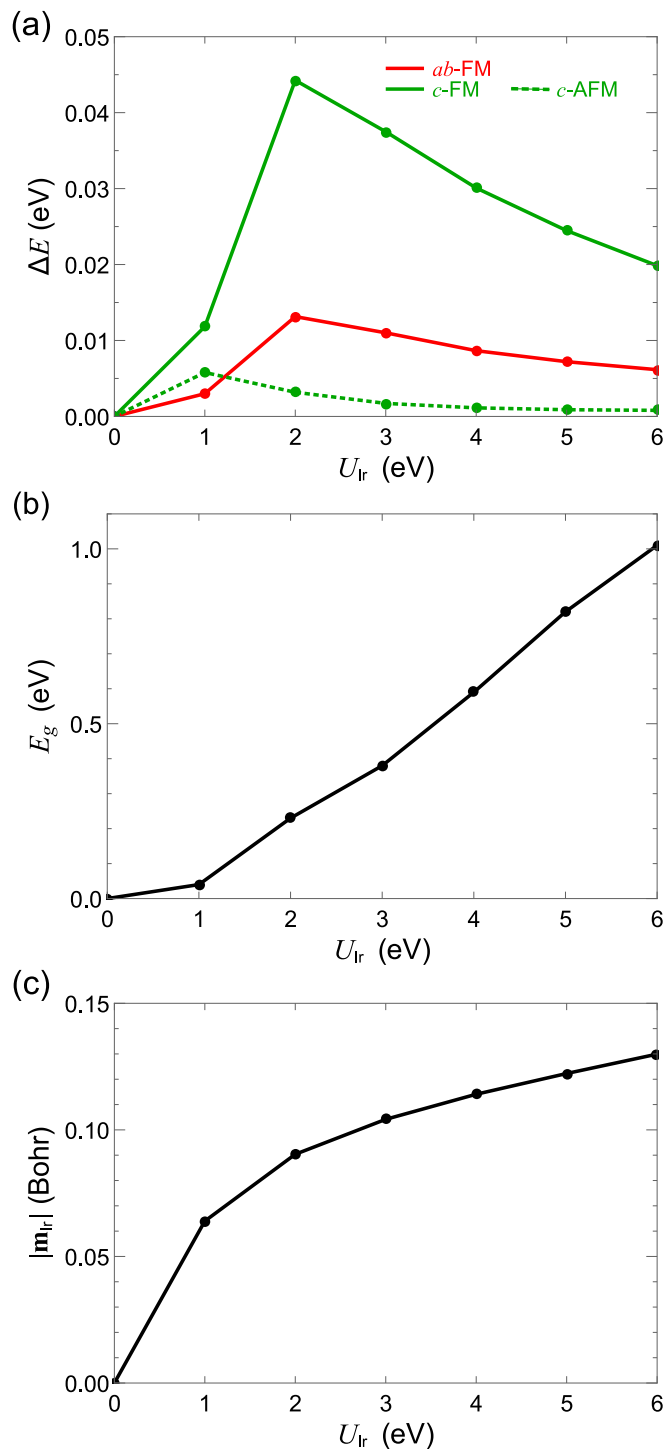 (a)
0.05
0.04
0.03
0.02
0.01
0.00
ΔE (eV)
ab-FM
c-FM
c-AFM
0 1 2 3 4 5 6
U_Ir (eV)
(b)
1.0
0.5
0.0
E_g (eV)
0 1 2 3 4 5 6
U_Ir (eV)
(c)
0.15
0.10
0.05
0.00
|m_Ir| (Bohr)
0 1 2 3 4 5 6
U_Ir (eV)